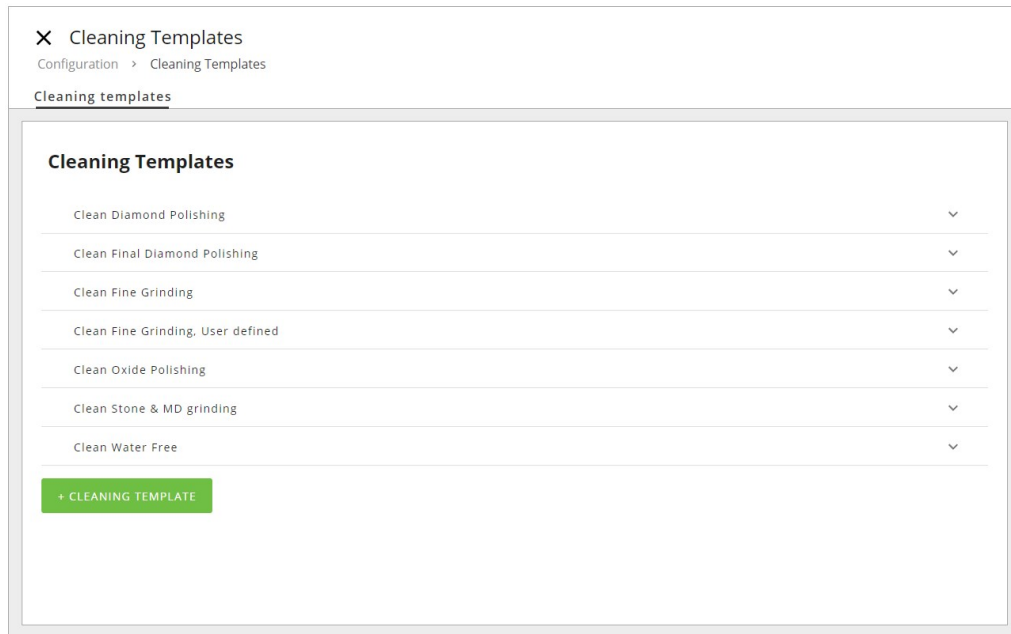 Cleaning Templates
Configuration > Cleaning Templates
Cleaning templates
Cleaning Templates
Clean Diamond Polishing
Clean Final Diamond Polishing
Clean Fine Grinding
Clean Fine Grinding, User defined
Clean Oxide Polishing
Clean Stone & MD grinding
Clean Water Free
+ CLEANING TEMPLATE